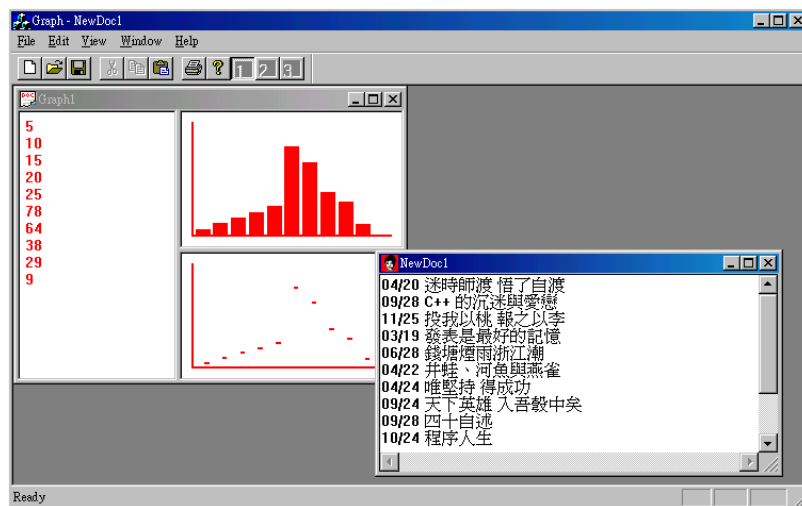 Graph - NewDoc1
File Edit View Window Help
1 2 3
Graph1
5
10
15
20
25
78
64
38
29
9
NewDoc1
04/20 迷時師渡 悟了自渡
09/28 C++ 的沉迷與愛戀
11/25 投我以桃 報之以李
03/19 發表是最好的記憶
06/28 錢塘煙雨浙江潮
04/22 井蛙、河魚與燕雀
04/24 唯堅持 得成功
09/24 天下英雄 入吾彀中矣
09/28 四十自述
10/24 程序人生
Ready